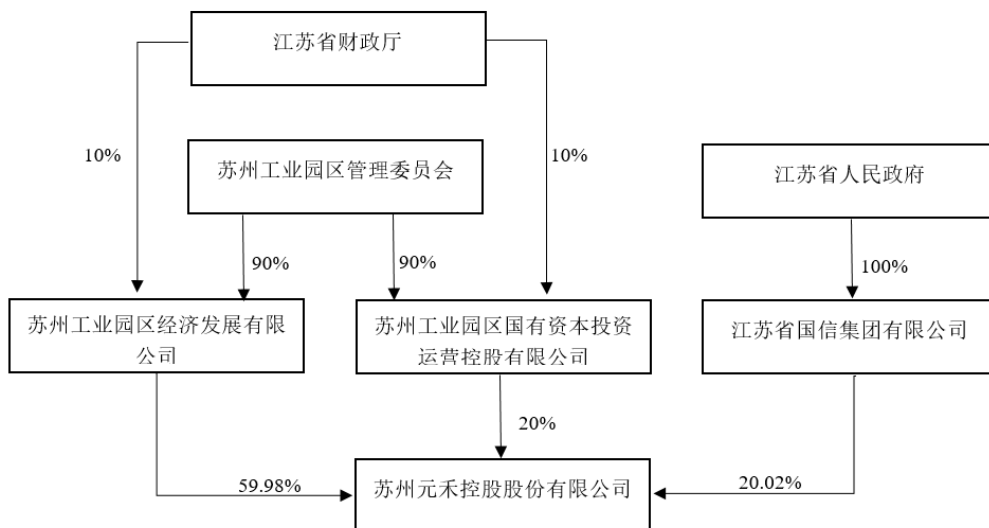 江苏省财政厅
10%
10%
苏州工业园区管理委员会
江苏省人民政府
90%
90%
100%
苏州工业园区经济发展有限
公司
苏州工业园区国有资本投资
运营控股有限公司
江苏省国信集团有限公司
20%
59.98%
苏州元禾控股股份有限公司
20.02%